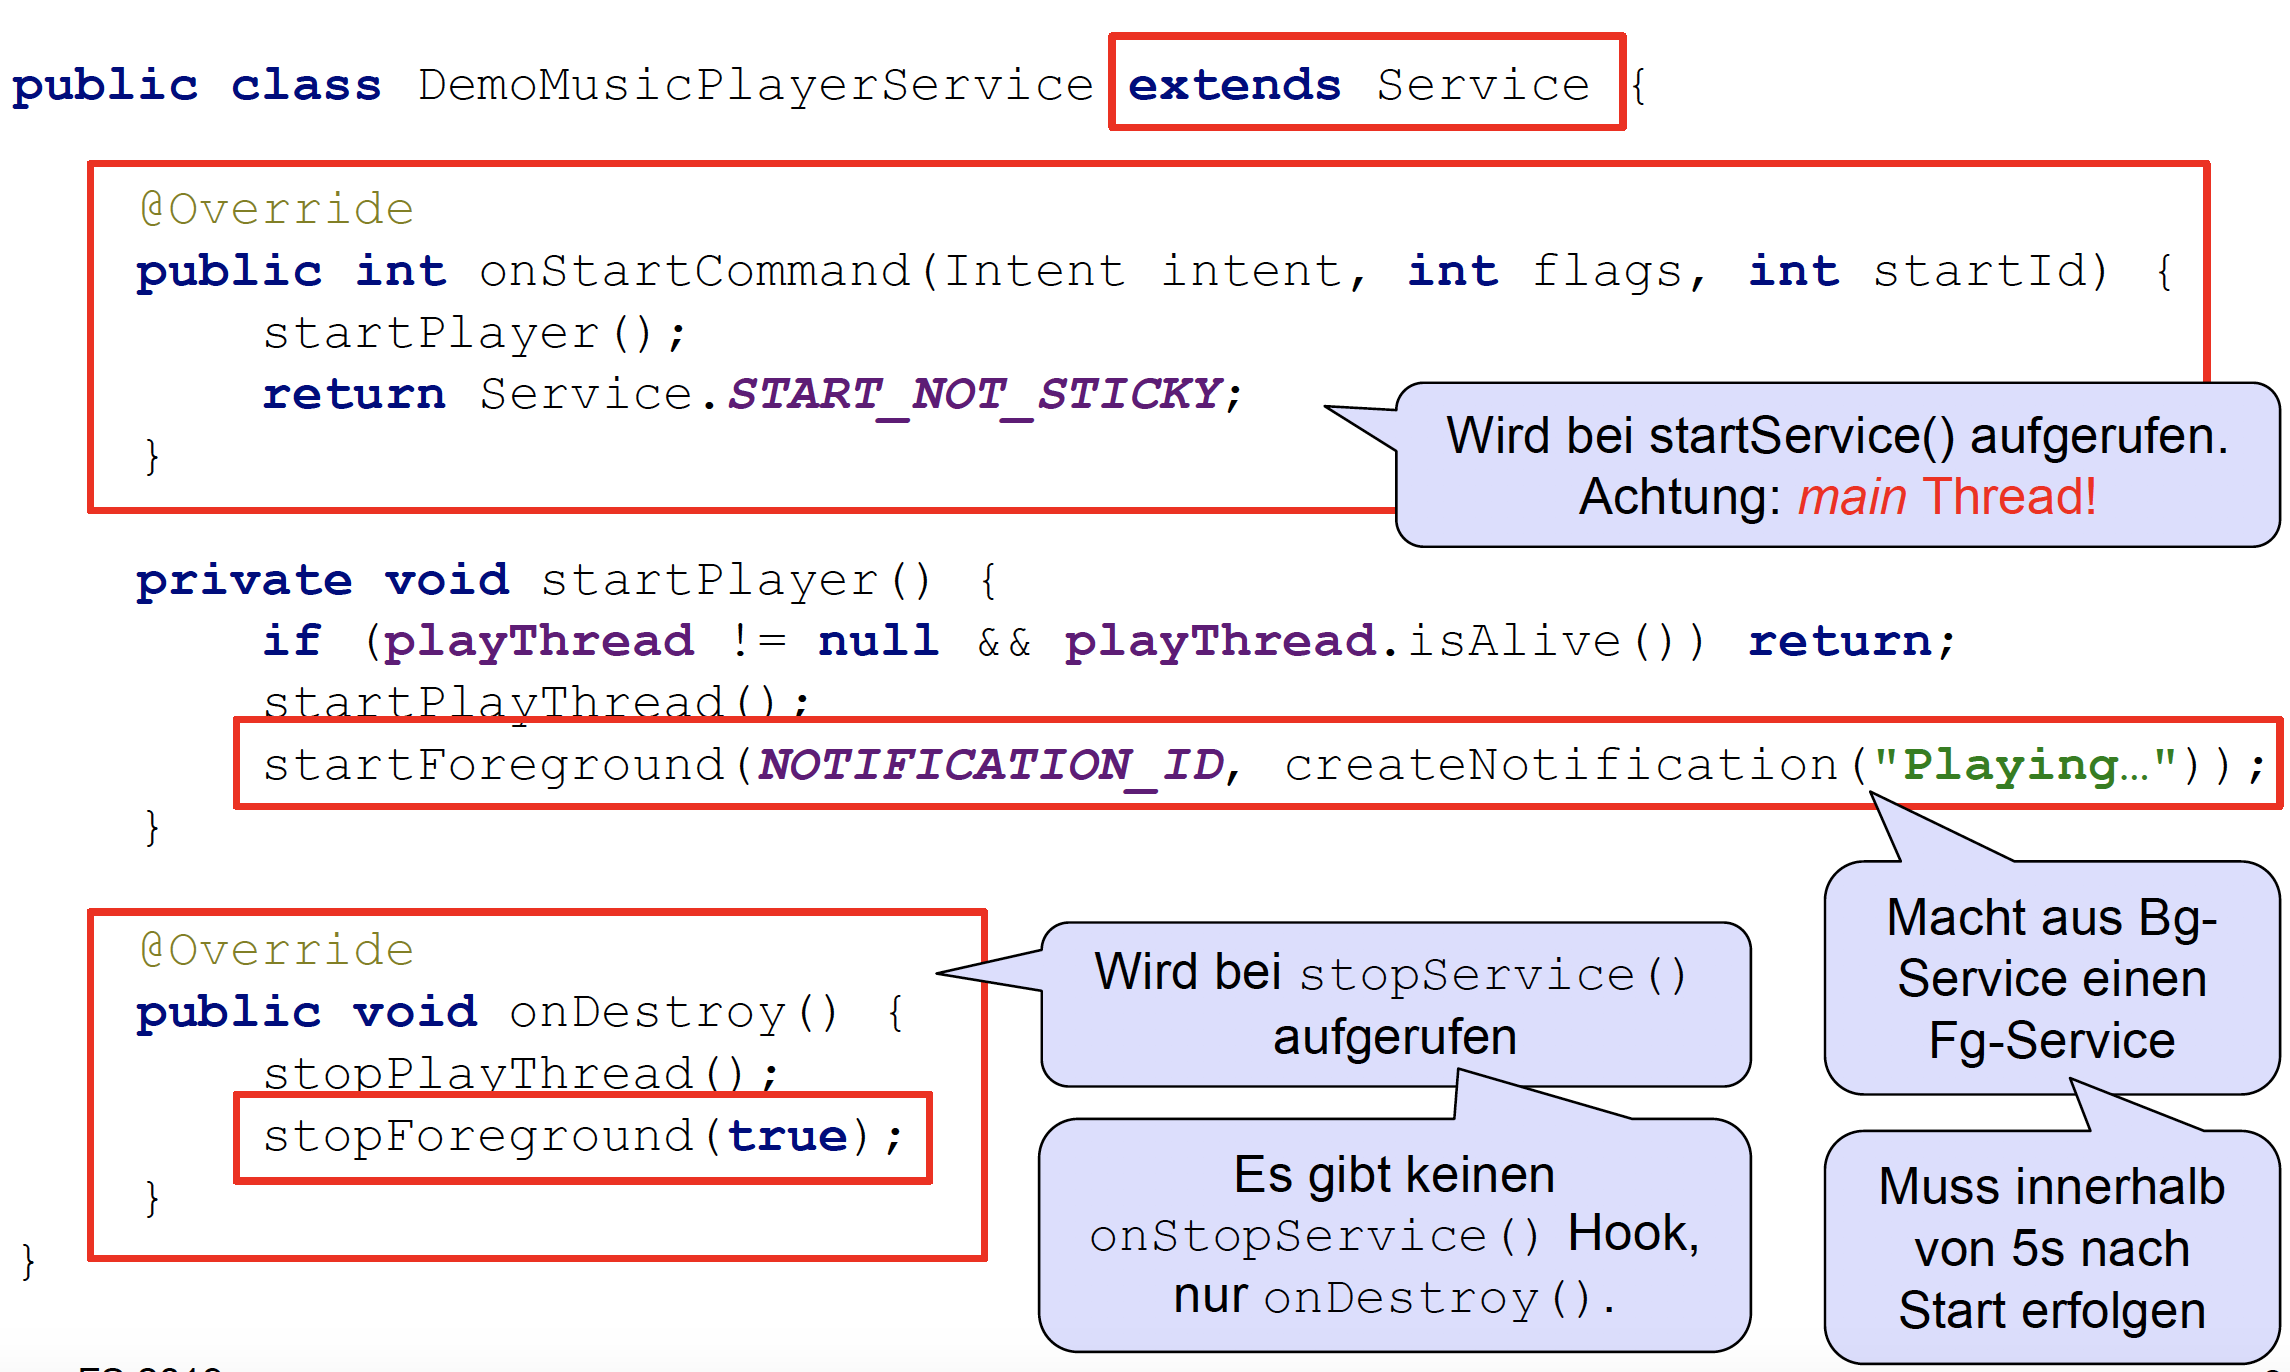 public class DemoMusicPlayerService extends Service {
@Override
public int onStartCommand(Intent intent, int flags, int startId) {
startPlayer();
return Service.START_NOT_STICKY;
}
Wird bei startService() aufgerufen.
Achtung: main Thread!
private void startPlayer() {
if (playThread != null && playThread.isAlive()) return;
startPlayThread();
startForeground(NOTIFICATION_ID, createNotification("Playing…"));
}
Macht aus Bg-
Service einen
Fg-Service
Muss innerhalb
von 5s nach
Start erfolgen
@Override
public void onDestroy() {
stopPlayThread();
stopForeground(true);
}
}
Wird bei stopService()
aufgerufen
Es gibt keinen
onStopService() Hook,
nur onDestroy().